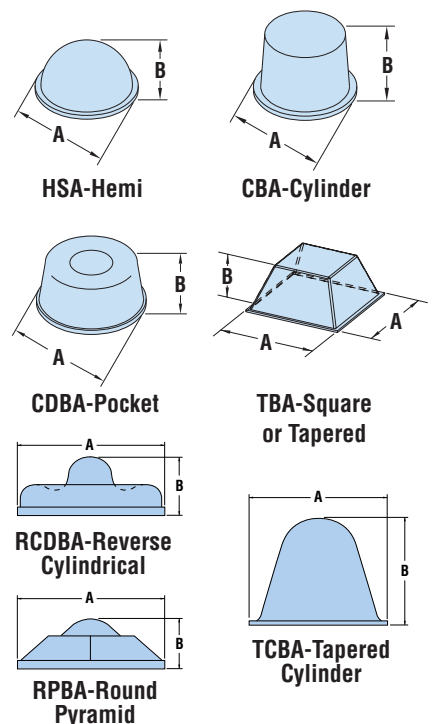 B
A
HSA-Hemi
B
A
CBA-Cylinder
B
A
CDBA-Pocket
B
A
A
TBA-Square
or Tapered
A
B
RCDBA-Reverse
Cylindrical
A
B
RPBA-Round
Pyramid
A
B
TCBA-Tapered
Cylinder